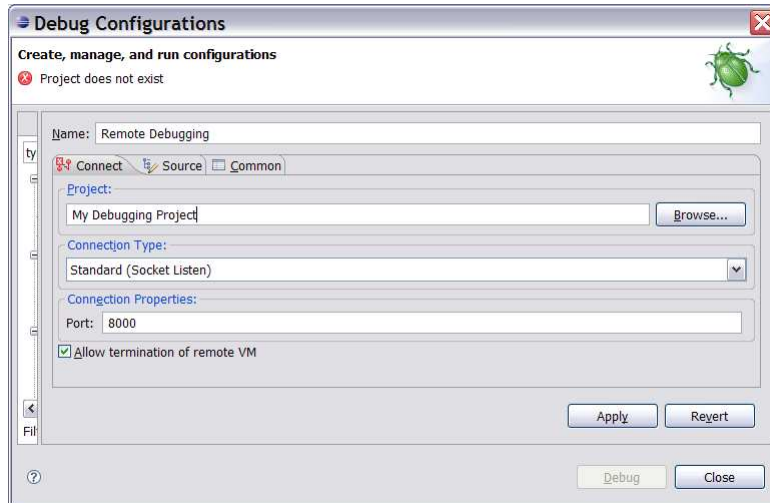 Debug Configurations
Create, manage, and run configurations
Project does not exist
Name: Remote Debugging
ty
Connect Source Common
Project:
My Debugging Project Browse...
Connection Type:
Standard (Socket Listen)
Connection Properties:
Port: 8000
Allow termination of remote VM
Apply Revert
Filt
? Debug Close